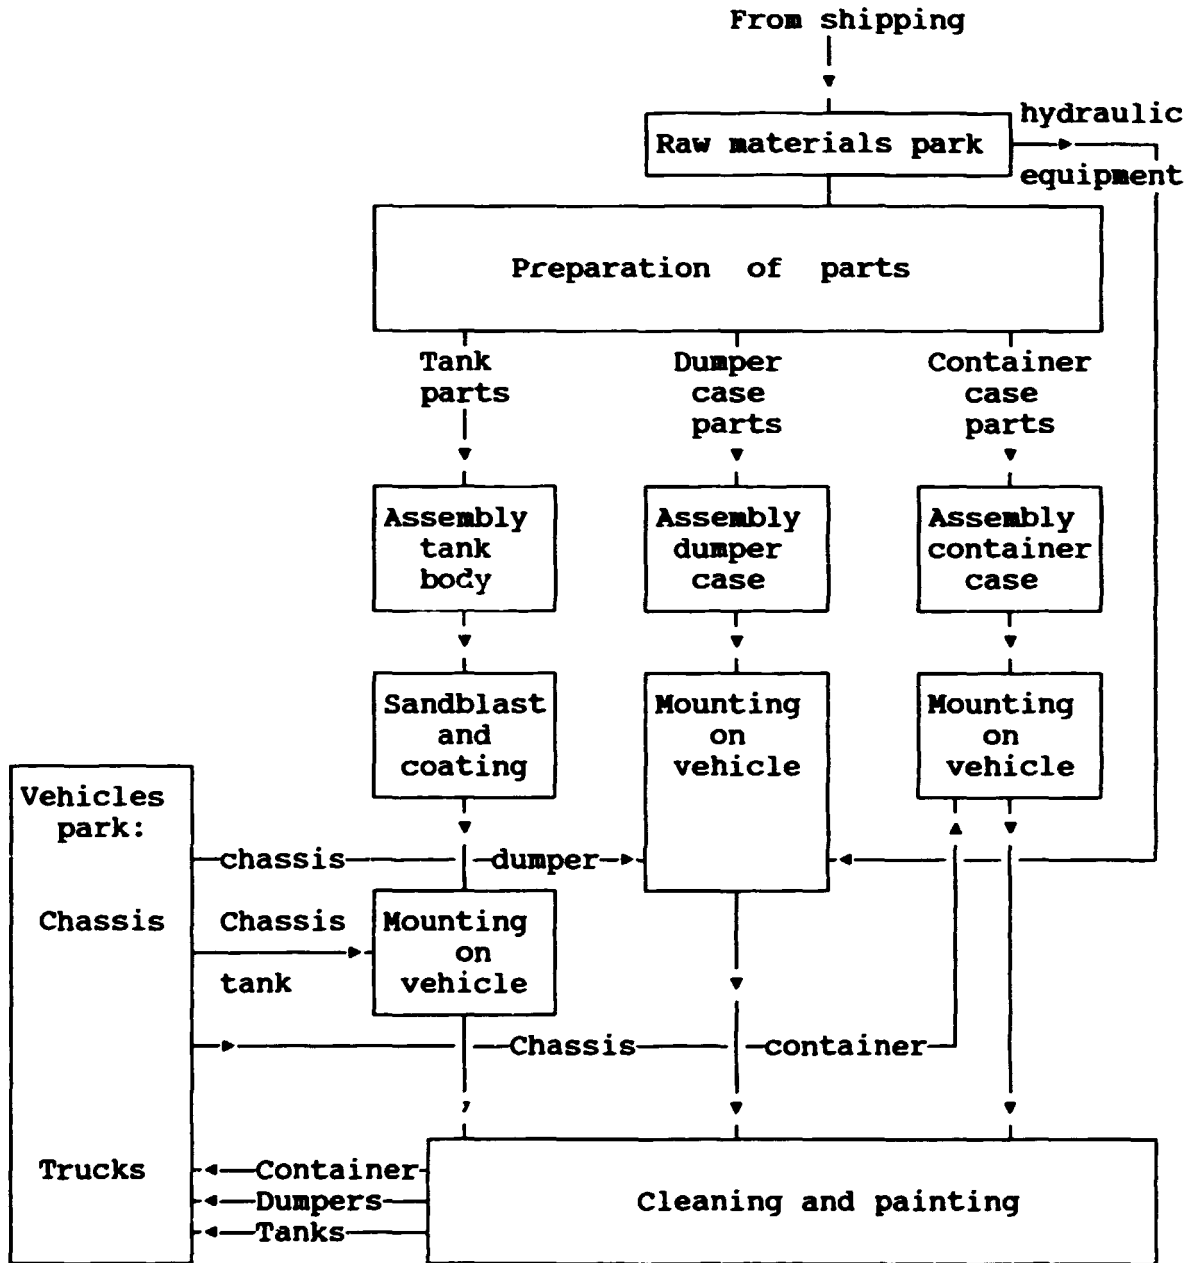 From shipping
hydraulic
Raw materials park
equipment
Preparation of parts
Tank
parts
Dumper
case
parts
Container
case
parts
Assembly
tank
body
Assembly
dumper
case
Assembly
container
case
Sandblast
and
coating
Mounting
on
vehicle
Mounting
on
vehicle
Vehicles
park:
chassis dumper
Chassis
Chassis
tank
Mounting
on
vehicle
Chassis container
Trucks
Container
Dumpers
Tanks
Cleaning and painting